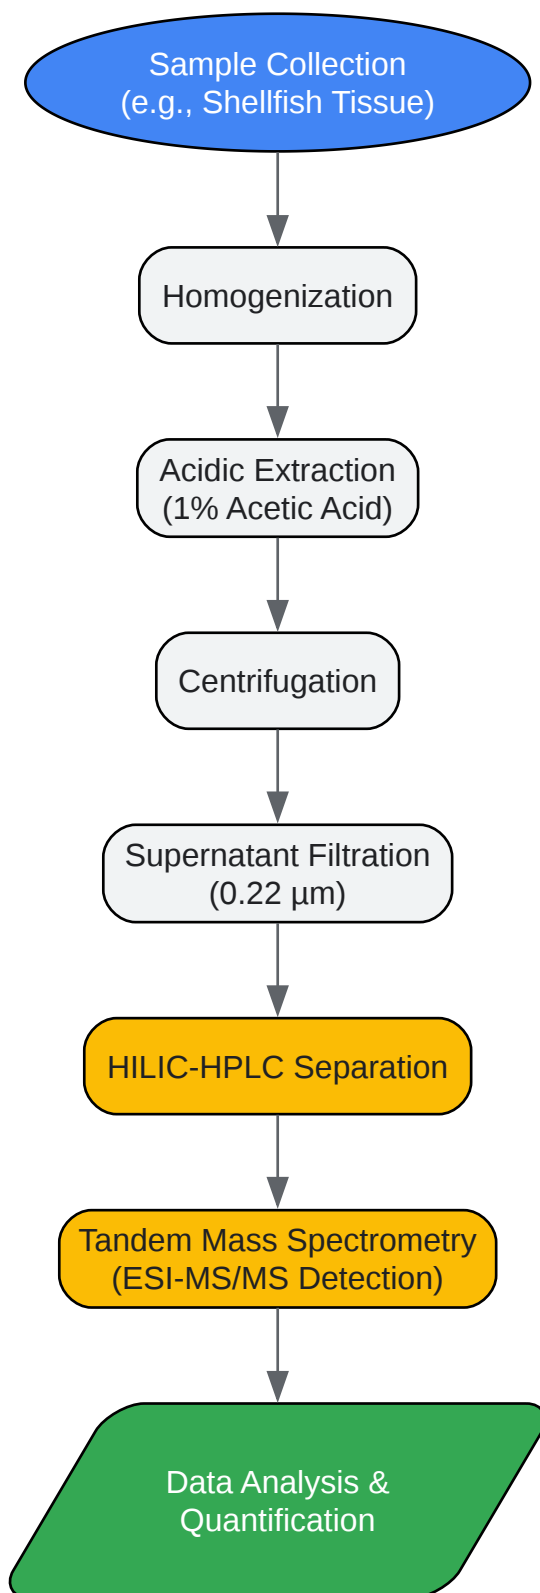 Sample Collection
(e.g., Shellfish Tissue)
Homogenization
Acidic Extraction
(1% Acetic Acid)
Centrifugation
Supernatant Filtration
(0.22 µm)
HILIC-HPLC Separation
Tandem Mass Spectrometry
(ESI-MS/MS Detection)
Data Analysis &
Quantification